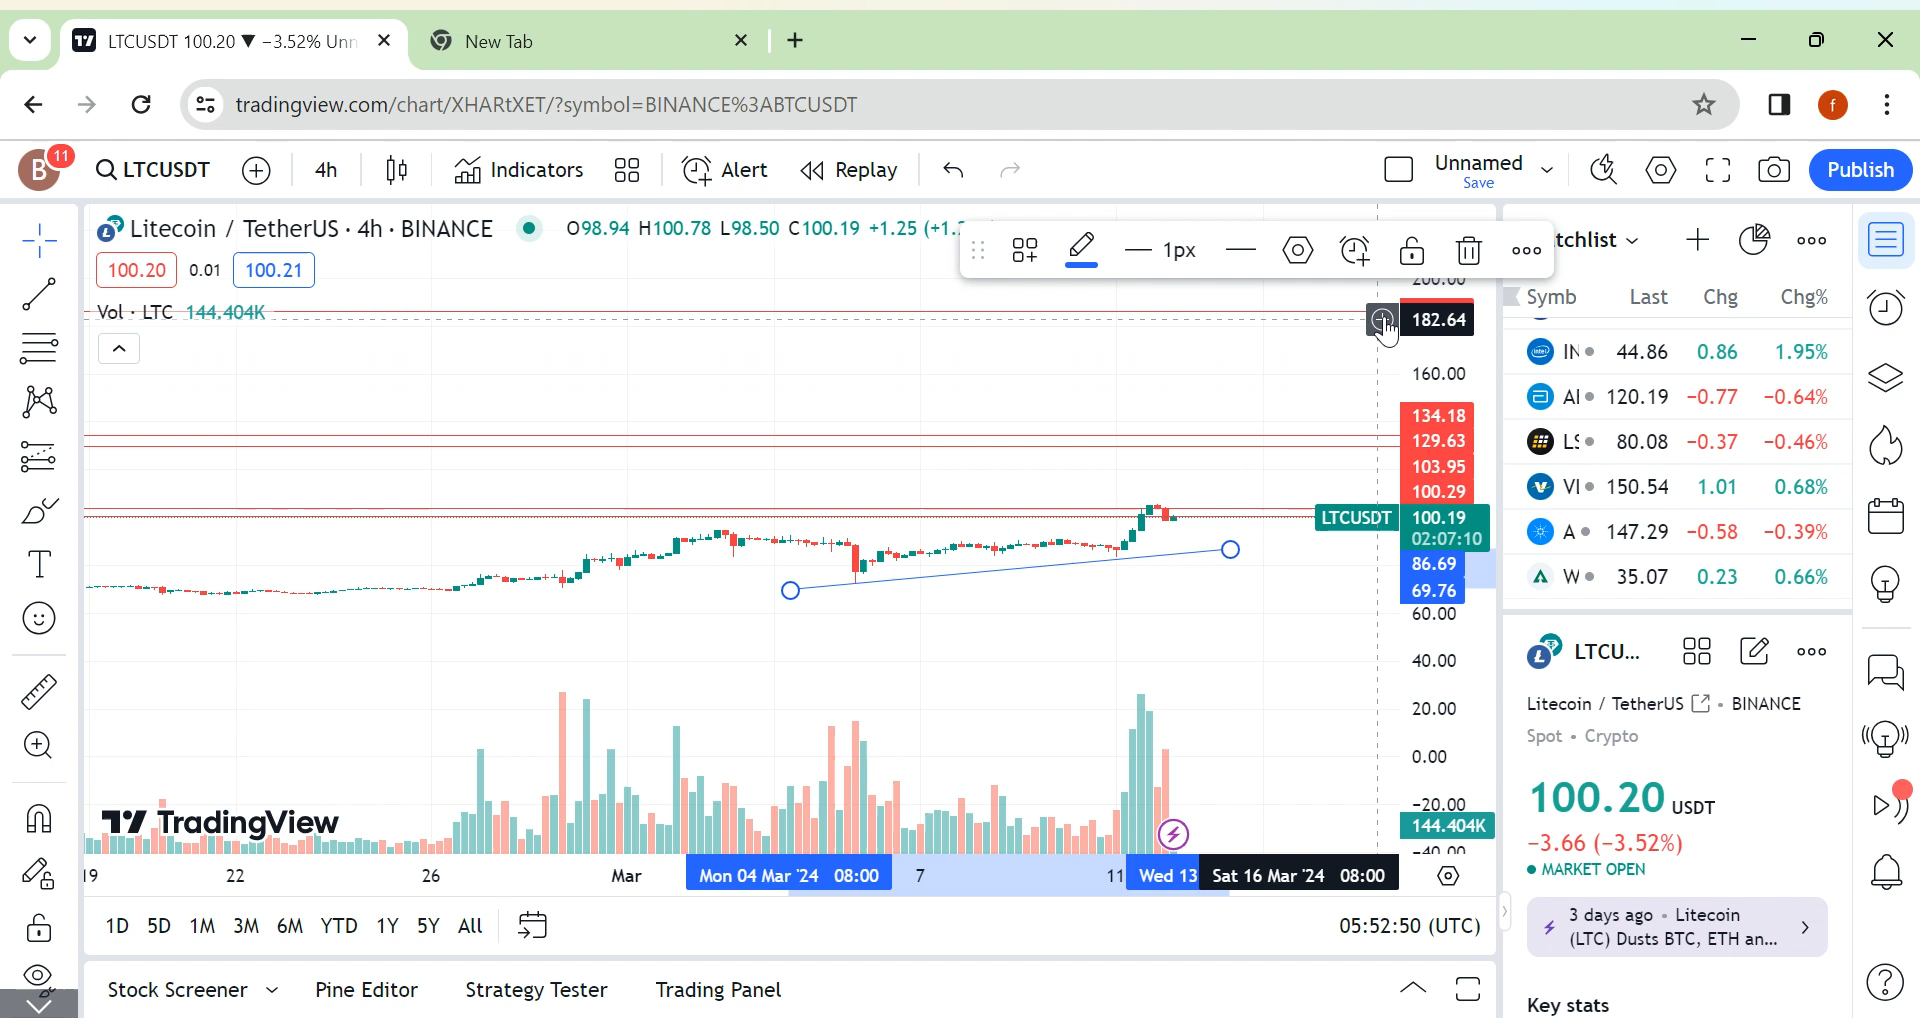 LTCUSDT 100.20 ▼ −3.52% Unn
New Tab
tradingview.com/chart/XHARtXET/?symbol=BINANCE%3ABTCUSDT
f
B
11
LTCUSDT
4h
Indicators
Alert
Replay
Unnamed
Save
Publish
Litecoin / TetherUS · 4h · BINANCE
O98.94 H100.78 L98.50 C100.19 +1.25 (+1.
1px
tchlist
100.20
0.01
100.21
Vol · LTC 144.404K
200.00
182.64
160.00
134.18
129.63
103.95
100.29
LTCUSDT
100.19
02:07:10
86.69
69.76
60.00
40.00
20.00
0.00
−20.00
144.404K
−40.00
Symb Last Chg Chg%
IN 44.86 0.86 1.95%
120.19 −0.77 −0.64%
80.08 −0.37 −0.46%
150.54 1.01 0.68%
A 147.29 −0.58 −0.39%
W 35.07 0.23 0.66%
LTCU...
Litecoin / TetherUS · BINANCE
Spot · Crypto
100.20 USDT
−3.66 (−3.52%)
MARKET OPEN
3 days ago · Litecoin
(LTC) Dusts BTC, ETH an...
Key stats
TradingView
19 22 26 Mar Mon 04 Mar '24 08:00 7 11 Wed 13 Sat 16 Mar '24 08:00
1D 5D 1M 3M 6M YTD 1Y 5Y All
05:52:50 (UTC)
Stock Screener Pine Editor Strategy Tester Trading Panel